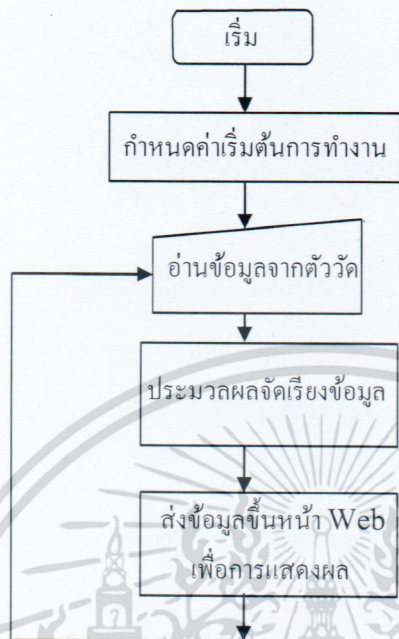 เริ่ม
กำหนดค่าเริ่มต้นการทำงาน
อ่านข้อมูลจากตัววัด
ประมวลผลจัดเรียงข้อมูล
ส่งข้อมูลขึ้นหน้า Web
เพื่อการแสดงผล